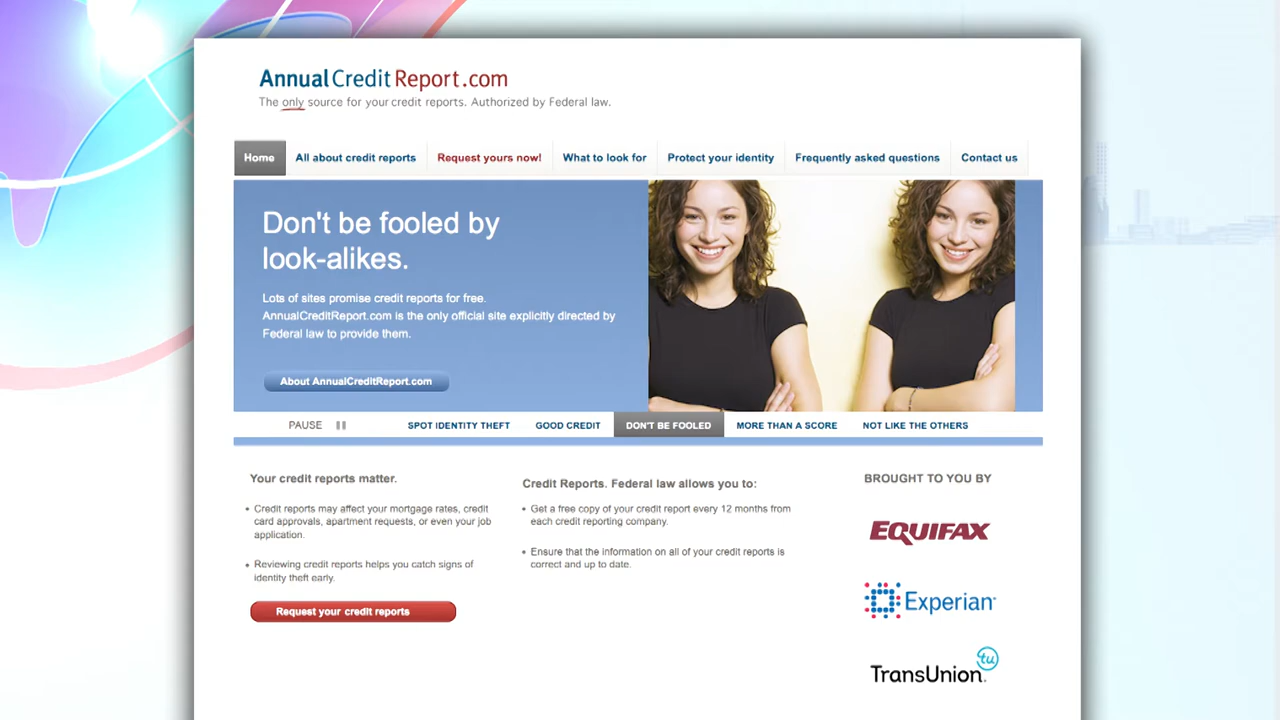 AnnualCreditReport.com
The only source for your credit reports. Authorized by Federal law.
Home
All about credit reports
Request yours now!
What to look for
Protect your identity
Frequently asked questions
Contact us
Don't be fooled by
look-alikes.
Lots of sites promise credit reports for free.
AnnualCreditReport.com is the only official site explicitly directed by
Federal law to provide them.
About AnnualCreditReport.com
PAUSE
SPOT IDENTITY THEFT
GOOD CREDIT
DON'T BE FOOLED
MORE THAN A SCORE
NOT LIKE THE OTHERS
Your credit reports matter.
• Credit reports may affect your mortgage rates, credit
card approvals, apartment requests, or even your job
application.
• Reviewing credit reports helps you catch signs of
identity theft early.
Request your credit reports
Credit Reports. Federal law allows you to:
• Get a free copy of your credit report every 12 months from
each credit reporting company.
• Ensure that the information on all of your credit reports is
correct and up to date.
BROUGHT TO YOU BY
EQUIFAX
Experian
tu
TransUnion